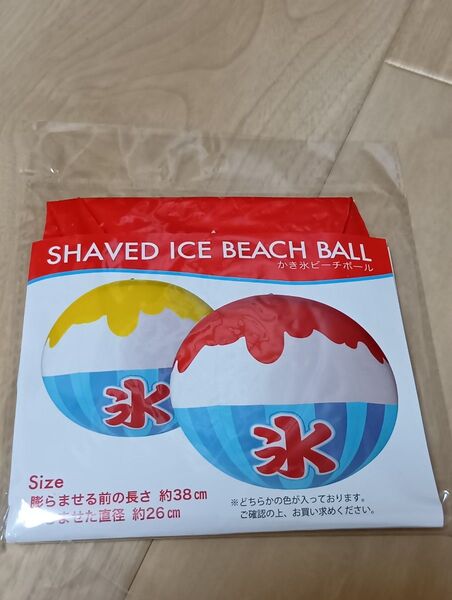 SHAVED ICE BEACH BALL
かき氷ビーチボール
氷
氷
Size
膨らませる前の長さ 約38㎝
らませた直径 約26㎝
※どちらかの色が入っております。
ご確認の上、お買い求めください。